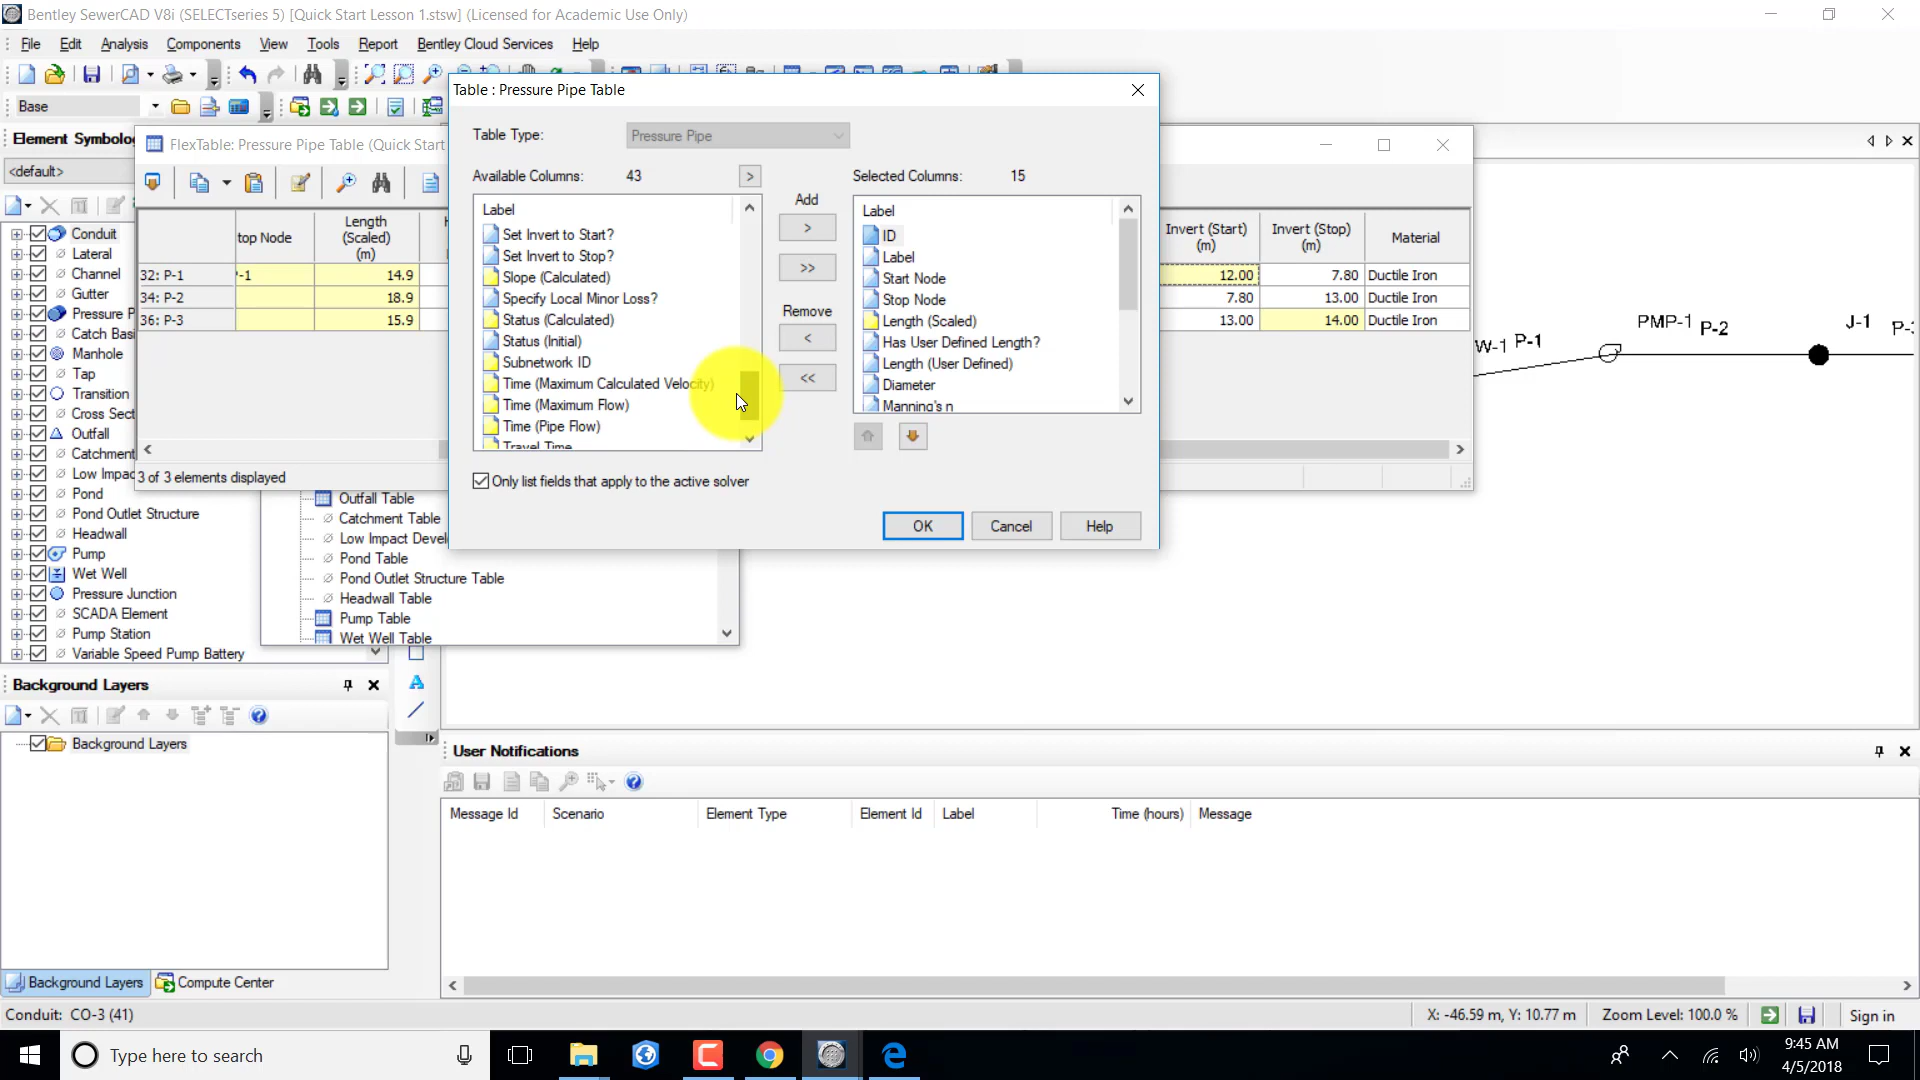 Bentley SewerCAD V8i (SELECTseries 5) [Quick Start Lesson 1.stsw] (Licensed for Academic Use Only)
File Edit Analysis Components View Tools Report Bentley Cloud Services Help
Base
Element Symbolo
<default>
Conduit
Lateral
Channel
Gutter
Pressure P
Catch Basi
Manhole
Tap
Transition
Cross Sect
Outfall
Catchment
Low Impac
Pond
Pond Outlet Structure
Headwall
Pump
Wet Well
Pressure Junction
SCADA Element
Pump Station
Variable Speed Pump Battery
FlexTable: Pressure Pipe Table (Quick Start
top Node Length (Scaled) (m) Invert (Start) (m) Invert (Stop) (m) Material
32: P-1 '-1 14.9 12.00 7.80 Ductile Iron
34: P-2 18.9 7.80 13.00 Ductile Iron
36: P-3 15.9 13.00 14.00 Ductile Iron
3 of 3 elements displayed
Outfall Table
Catchment Table
Low Impact Devel
Pond Table
Pond Outlet Structure Table
Headwall Table
Pump Table
Wet Well Table
Table : Pressure Pipe Table
Table Type: Pressure Pipe
Available Columns: 43 >
Label
Set Invert to Start?
Set Invert to Stop?
Slope (Calculated)
Specify Local Minor Loss?
Status (Calculated)
Status (Initial)
Subnetwork ID
Time (Maximum Calculated Velocity)
Time (Maximum Flow)
Time (Pipe Flow)
Travel Time
Add
>
>>
Remove
<
<<
Selected Columns: 15
Label
ID
Label
Start Node
Stop Node
Length (Scaled)
Has User Defined Length?
Length (User Defined)
Diameter
Manning's n
Only list fields that apply to the active solver
OK Cancel Help
W-1 P-1 PMP-1 P-2 J-1 P-
Background Layers
Background Layers
Background Layers Compute Center
User Notifications
Message Id Scenario Element Type Element Id Label Time (hours) Message
Conduit: CO-3 (41) X: -46.59 m, Y: 10.77 m Zoom Level: 100.0 % Sign in
Type here to search
9:45 AM
4/5/2018